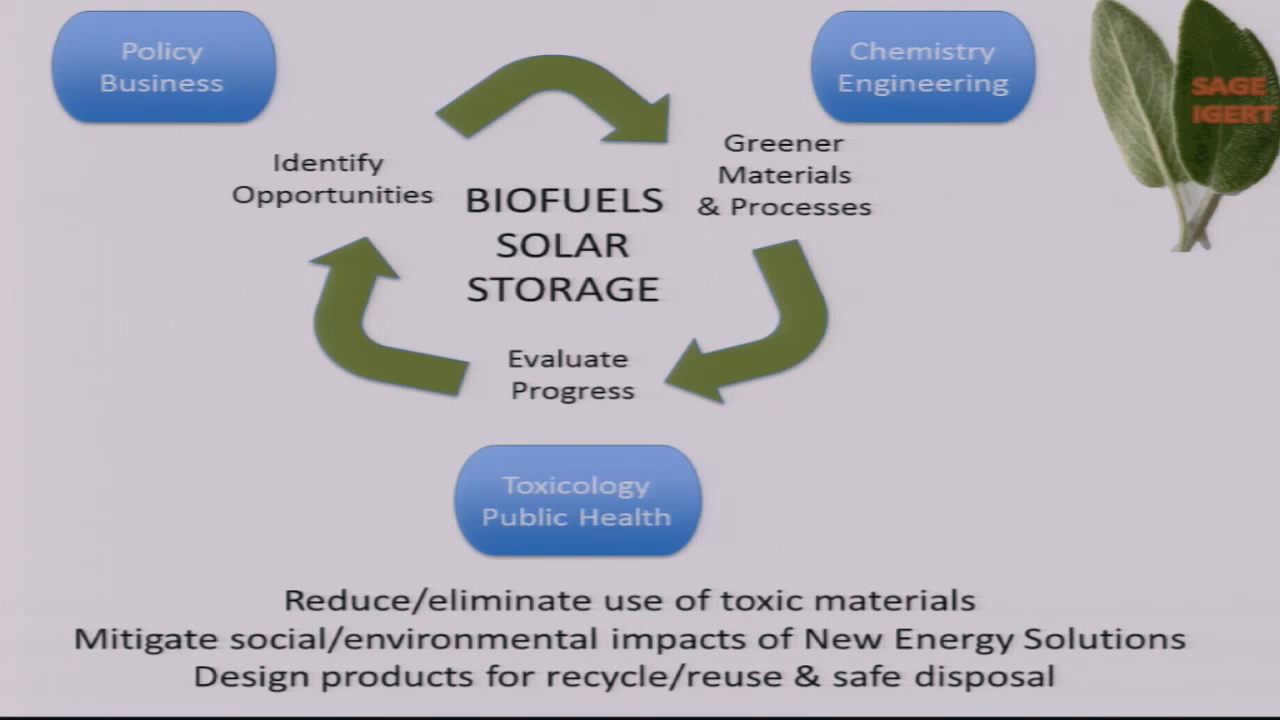 Policy
Business
Chemistry
Engineering
SAGE
IGERT
Identify
Opportunities
Greener
Materials
& Processes
BIOFUELS
SOLAR
STORAGE
Evaluate
Progress
Toxicology
Public Health
Reduce/eliminate use of toxic materials
Mitigate social/environmental impacts of New Energy Solutions
Design products for recycle/reuse & safe disposal